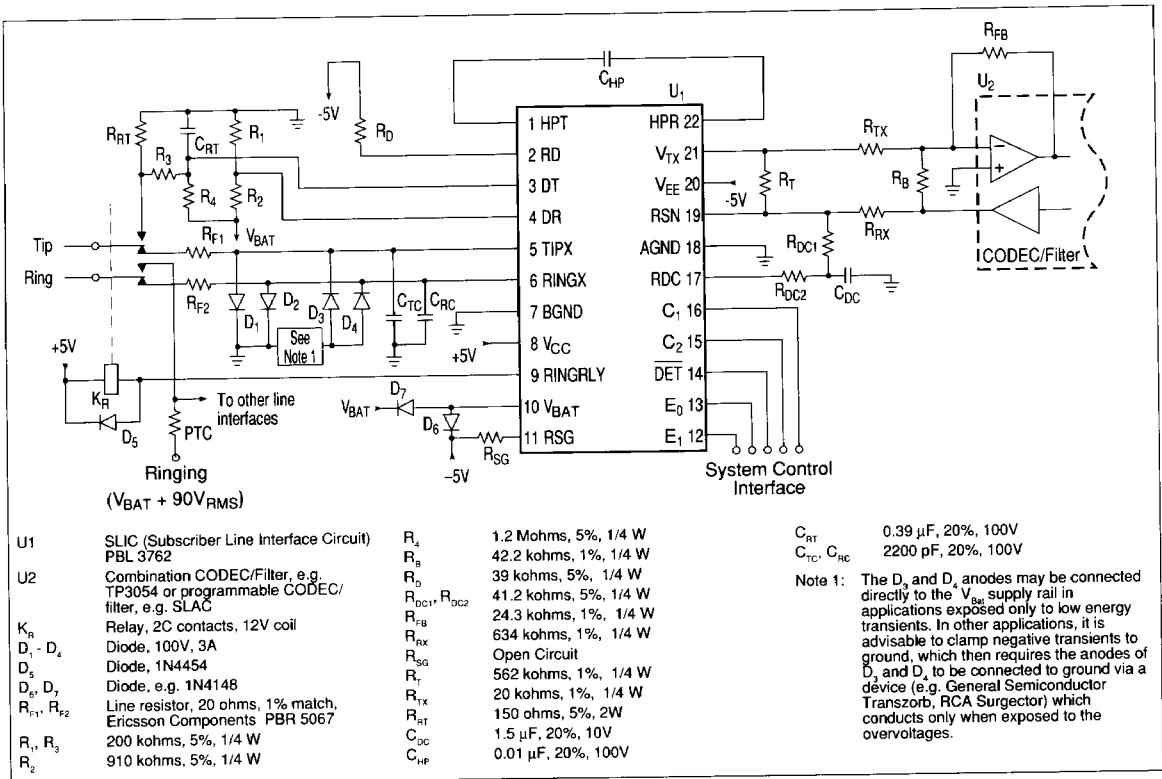 R_FB
C_HP
U_1
U_2
-5V
R_D
R_RT
C_RT
R_1
R_3
R_4
R_2
V_BAT
1 HPT
2 RD
3 DT
4 DR
5 TIPX
6 RINGX
7 BGND
8 V_CC
9 RINGRLY
10 V_BAT
11 RSG
HPR 22
V_TX 21
V_EE 20
RSN 19
AGND 18
RDC 17
C_1 16
C_2 15
DET 14
E_0 13
E_1 12
R_TX
R_T
R_B
-5V
R_RX
R_DC1
R_DC2
C_DC
CODEC/Filter
Tip
Ring
R_F1
R_F2
D_1
D_2
D_3
D_4
C_TC
C_RC
See
Note 1
+5V
+5V
K_R
D_5
PTC
To other line
interfaces
Ringing
(V_BAT + 90V_RMS)
V_BAT
D_7
D_6
R_SG
–5V
System Control
Interface
U1 SLIC (Subscriber Line Interface Circuit)
PBL 3762
U2 Combination CODEC/Filter, e.g.
TP3054 or programmable CODEC/
filter, e.g. SLAC
K_R Relay, 2C contacts, 12V coil
D_1 - D_4 Diode, 100V, 3A
D_5 Diode, 1N4454
D_6, D_7 Diode, e.g. 1N4148
R_F1, R_F2 Line resistor, 20 ohms, 1% match,
Ericsson Components PBR 5067
R_1, R_3 200 kohms, 5%, 1/4 W
R_2 910 kohms, 5%, 1/4 W
R_4 1.2 Mohms, 5%, 1/4 W
R_B 42.2 kohms, 1%, 1/4 W
R_D 39 kohms, 5%, 1/4 W
R_DC1, R_DC2 41.2 kohms, 5%, 1/4 W
R_FB 24.3 kohms, 1%, 1/4 W
R_RX 634 kohms, 1%, 1/4 W
R_SG Open Circuit
R_T 562 kohms, 1%, 1/4 W
R_TX 20 kohms, 1%, 1/4 W
R_RT 150 ohms, 5%, 2W
C_DC 1.5 µF, 20%, 10V
C_HP 0.01 µF, 20%, 100V
C_RT 0.39 µF, 20%, 100V
C_TC, C_RC 2200 pF, 20%, 100V
Note 1: The D_3 and D_4 anodes may be connected
directly to the V_Bat supply rail in
applications exposed only to low energy
transients. In other applications, it is
advisable to clamp negative transients to
ground, which then requires the anodes of
D_3 and D_4 to be connected to ground via a
device (e.g. General Semiconductor
Transzorb, RCA Surgector) which
conducts only when exposed to the
overvoltages.